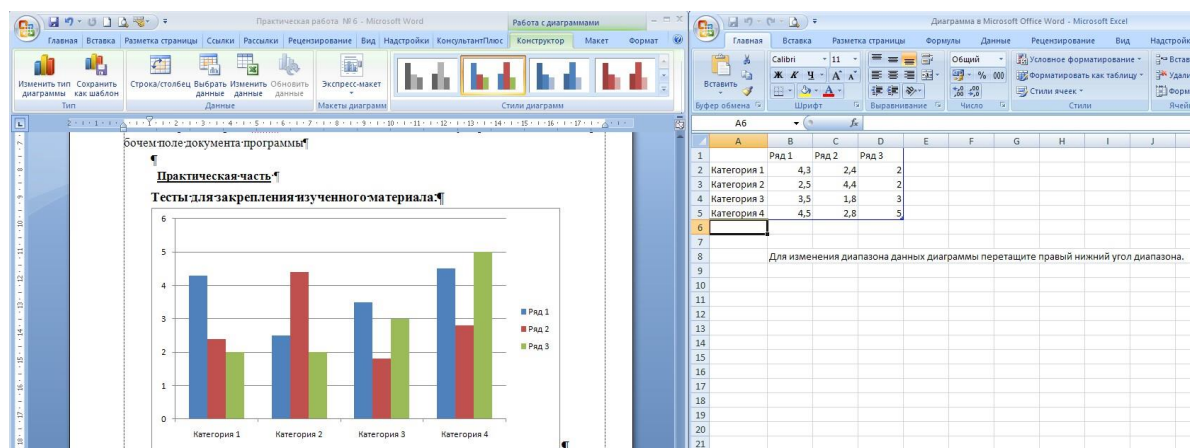 Практическая работа №6 - Microsoft Word
Работа с диаграммами
Главная Вставка Разметка страницы Ссылки Рассылки Рецензирование Вид Надстройки КонсультантПлюс Конструктор Макет Формат
Изменить тип диаграммы
Сохранить как шаблон
Строка/столбец
Выбрать данные
Изменить данные
Обновить данные
Экспресс-макет
Тип Данные Макеты диаграмм Стили диаграмм
бочем поле документа программы¶
¶
Практическая часть ¶
Тесты для закрепления изученного материала:¶
6
5
4
3
2
1
0
Категория 1 Категория 2 Категория 3 Категория 4
Ряд 1
Ряд 2
Ряд 3
¶
Диаграмма в Microsoft Office Word - Microsoft Excel
Главная Вставка Разметка страницы Формулы Данные Рецензирование Вид Надстройк
Вставить
Calibri 11
Ж К Ч
Общий
% 000
Условное форматирование
Форматировать как таблицу
Стили ячеек
Встав
Удали
Форм
Буфер обмена Шрифт Выравнивание Число Стили Ячейк
A6 fx
A B C D E F G H I J
1 Ряд 1 Ряд 2 Ряд 3
2 Категория 1 4,3 2,4 2
3 Категория 2 2,5 4,4 2
4 Категория 3 3,5 1,8 3
5 Категория 4 4,5 2,8 5
6
7
8 Для изменения диапазона данных диаграммы перетащите правый нижний угол диапазона.
9
10
11
12
13
14
15
16
17
18
19
20
21